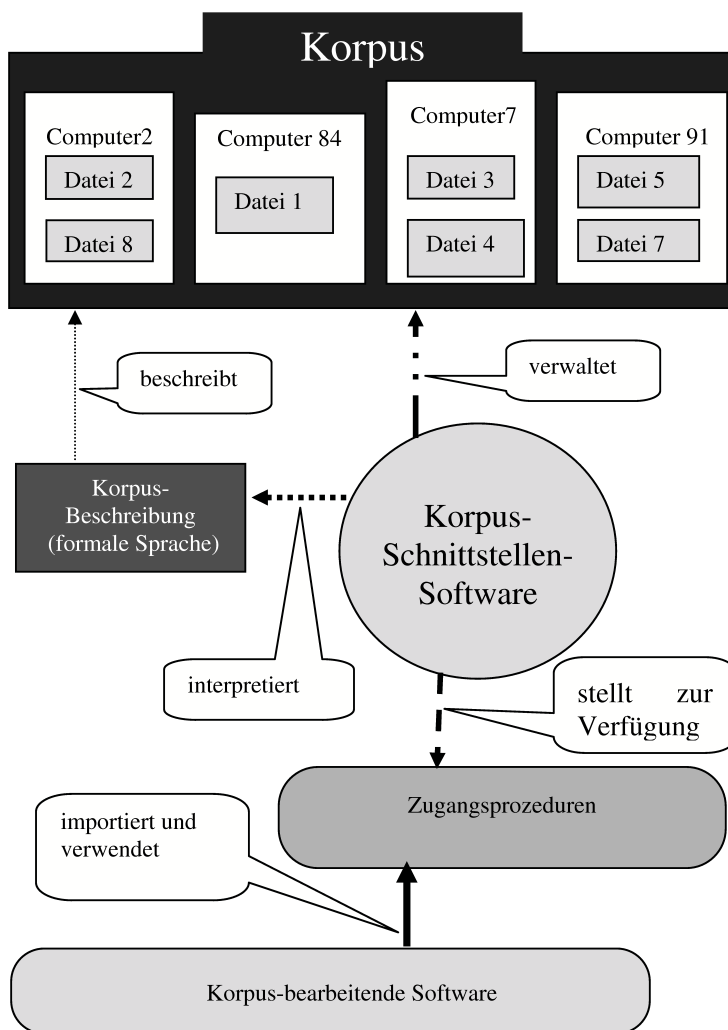 Korpus
Computer2
Datei 2
Datei 8
Computer 84
Datei 1
Computer7
Datei 3
Datei 4
Computer 91
Datei 5
Datei 7
beschreibt
verwaltet
Korpus-
Beschreibung
(formale Sprache)
Korpus-
Schnittstellen-
Software
interpretiert
stellt zur
Verfügung
Zugangsprozeduren
importiert und
verwendet
Korpus-bearbeitende Software